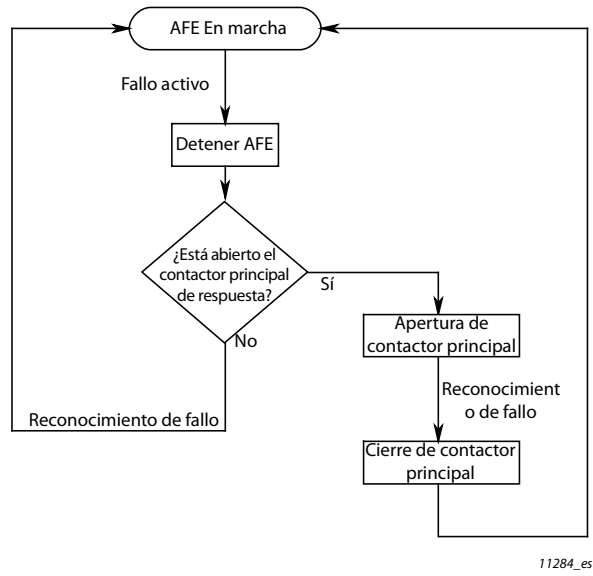 AFE En marcha
Fallo activo
Detener AFE
¿Está abierto el
contactor principal
de respuesta?
Sí
No
Apertura de
contactor principal
Reconocimient
o de fallo
Reconocimiento de fallo
Cierre de contactor
principal
11284_es